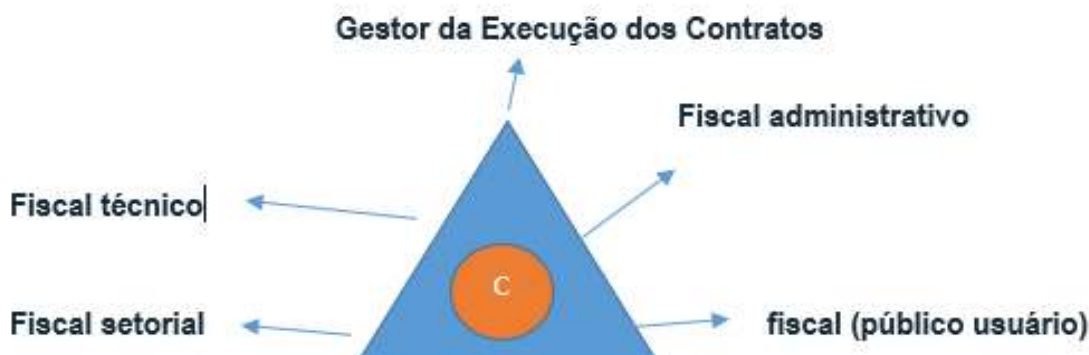 Gestor da Execução dos Contratos
Fiscal administrativo
Fiscal técnico
C
Fiscal setorial
fiscal (público usuário)